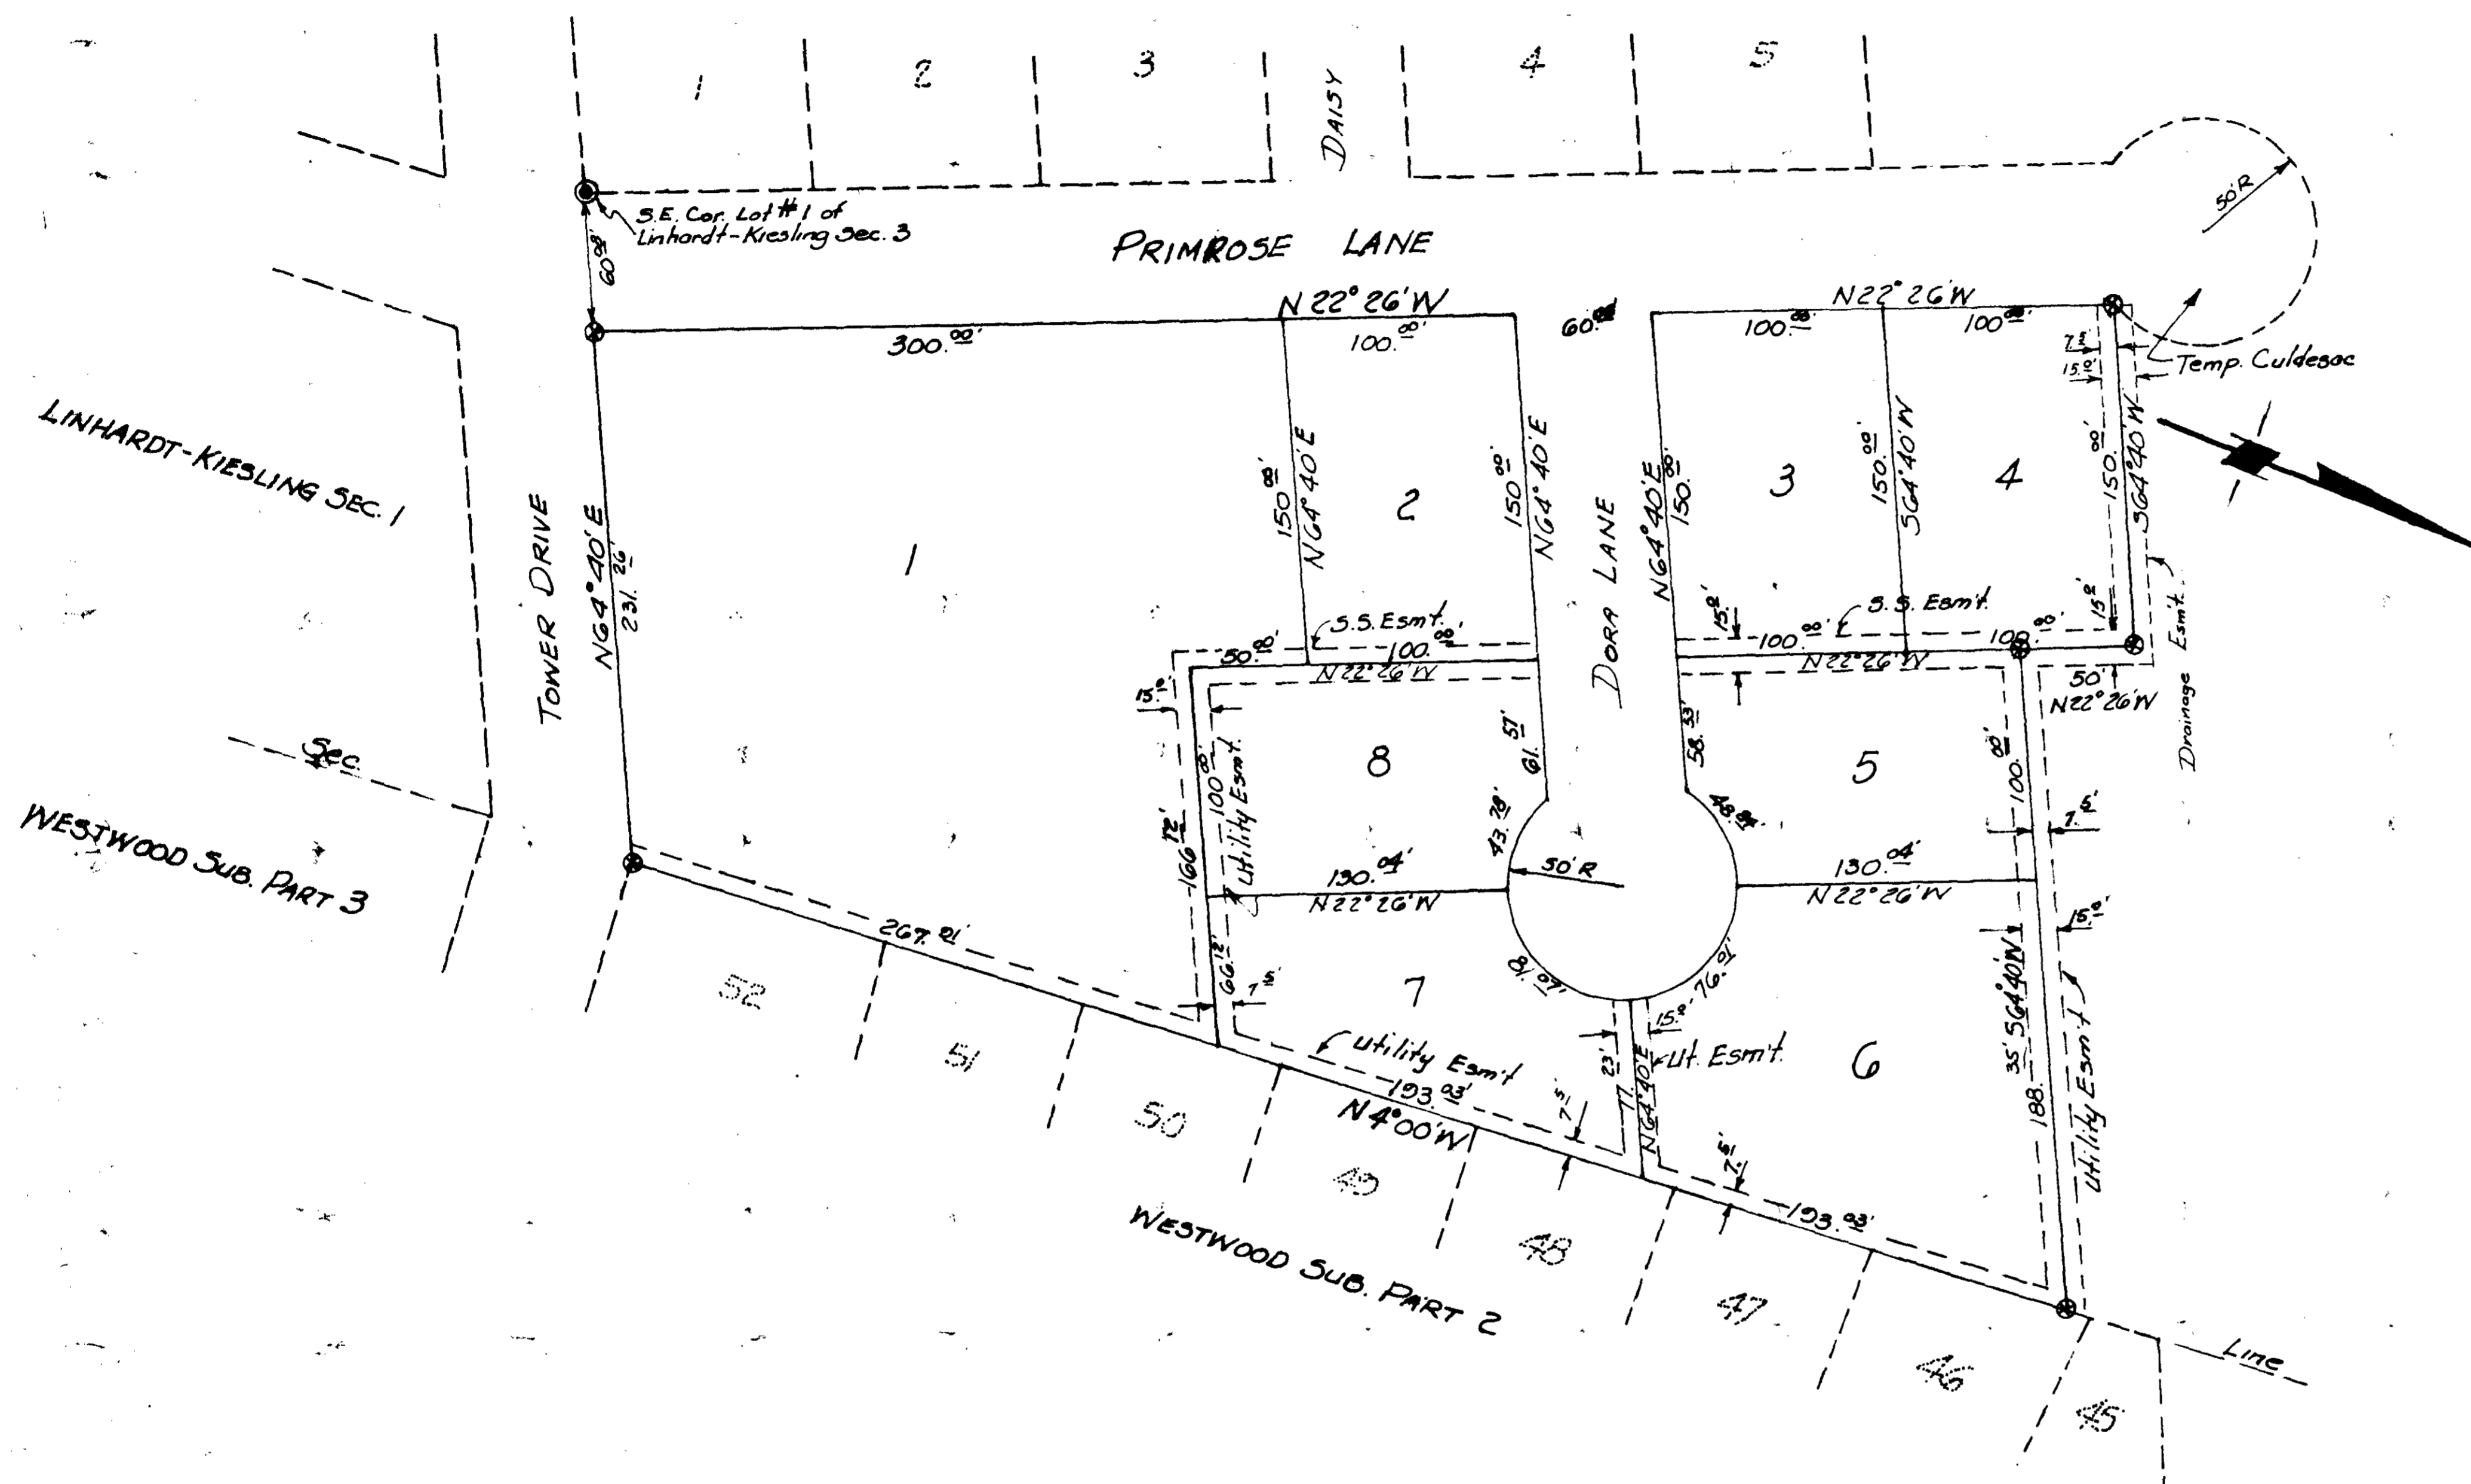 1
2
3
DAISY
4
5
50'R
S.E. Cor. Lot #1 of
Linhardt-Kiesling Sec. 3
60.00'
PRIMROSE LANE
N22°26'W
300.00'
100.00'
60.00
N22°26'W
100.00'
100.00'
7.5'
15.0'
Temp. Culdesac
LINHARDT-KIESLING SEC. 1
TOWER DRIVE
N64°40'E
231.26'
1
150.00'
N64°40'E
2
150.00'
N64°40'E
DORA LANE
N64°40'E
150.00'
3
150.00'
S64°40'W
4
150.00'
S64°40'W
S.S. Esm't.
50.00'
100.00'
N22°26'W
15.0'
S.S. Esm't.
15.0'
100.00'
N22°26'W
100.00'
15.0'
50'
N22°26'W
Drainage Esmt.
15.0'
166.12'
100.00'
Utility Esm't.
8
61.57'
43.28'
58.53'
5
100.00'
7.5'
130.04'
N22°26'W
50'R
130.04'
N22°26'W
15.0'
Sec.
WESTWOOD SUB. PART 3
267.21'
66.12'
7.5'
7
81.07'
76.01'
15.0'
77.23'
N64°40'E
Ut. Esm't.
6
188.35'
S64°40'W
Utility Esm't
Utility Esm't
193.03'
N4°00'W
7.5'
7.5'
193.03'
52
51
50
49
48
47
46
45
WESTWOOD SUB. PART 2
Line